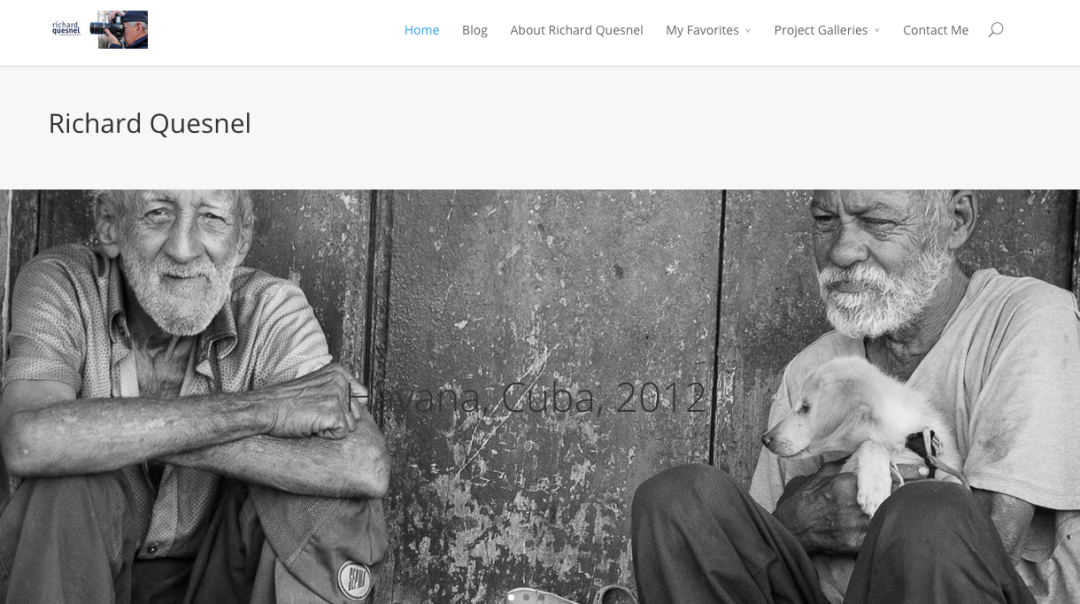 richard
quesnel
Home
Blog
About Richard Quesnel
My Favorites
Project Galleries
Contact Me
Richard Quesnel
Havana, Cuba, 2012